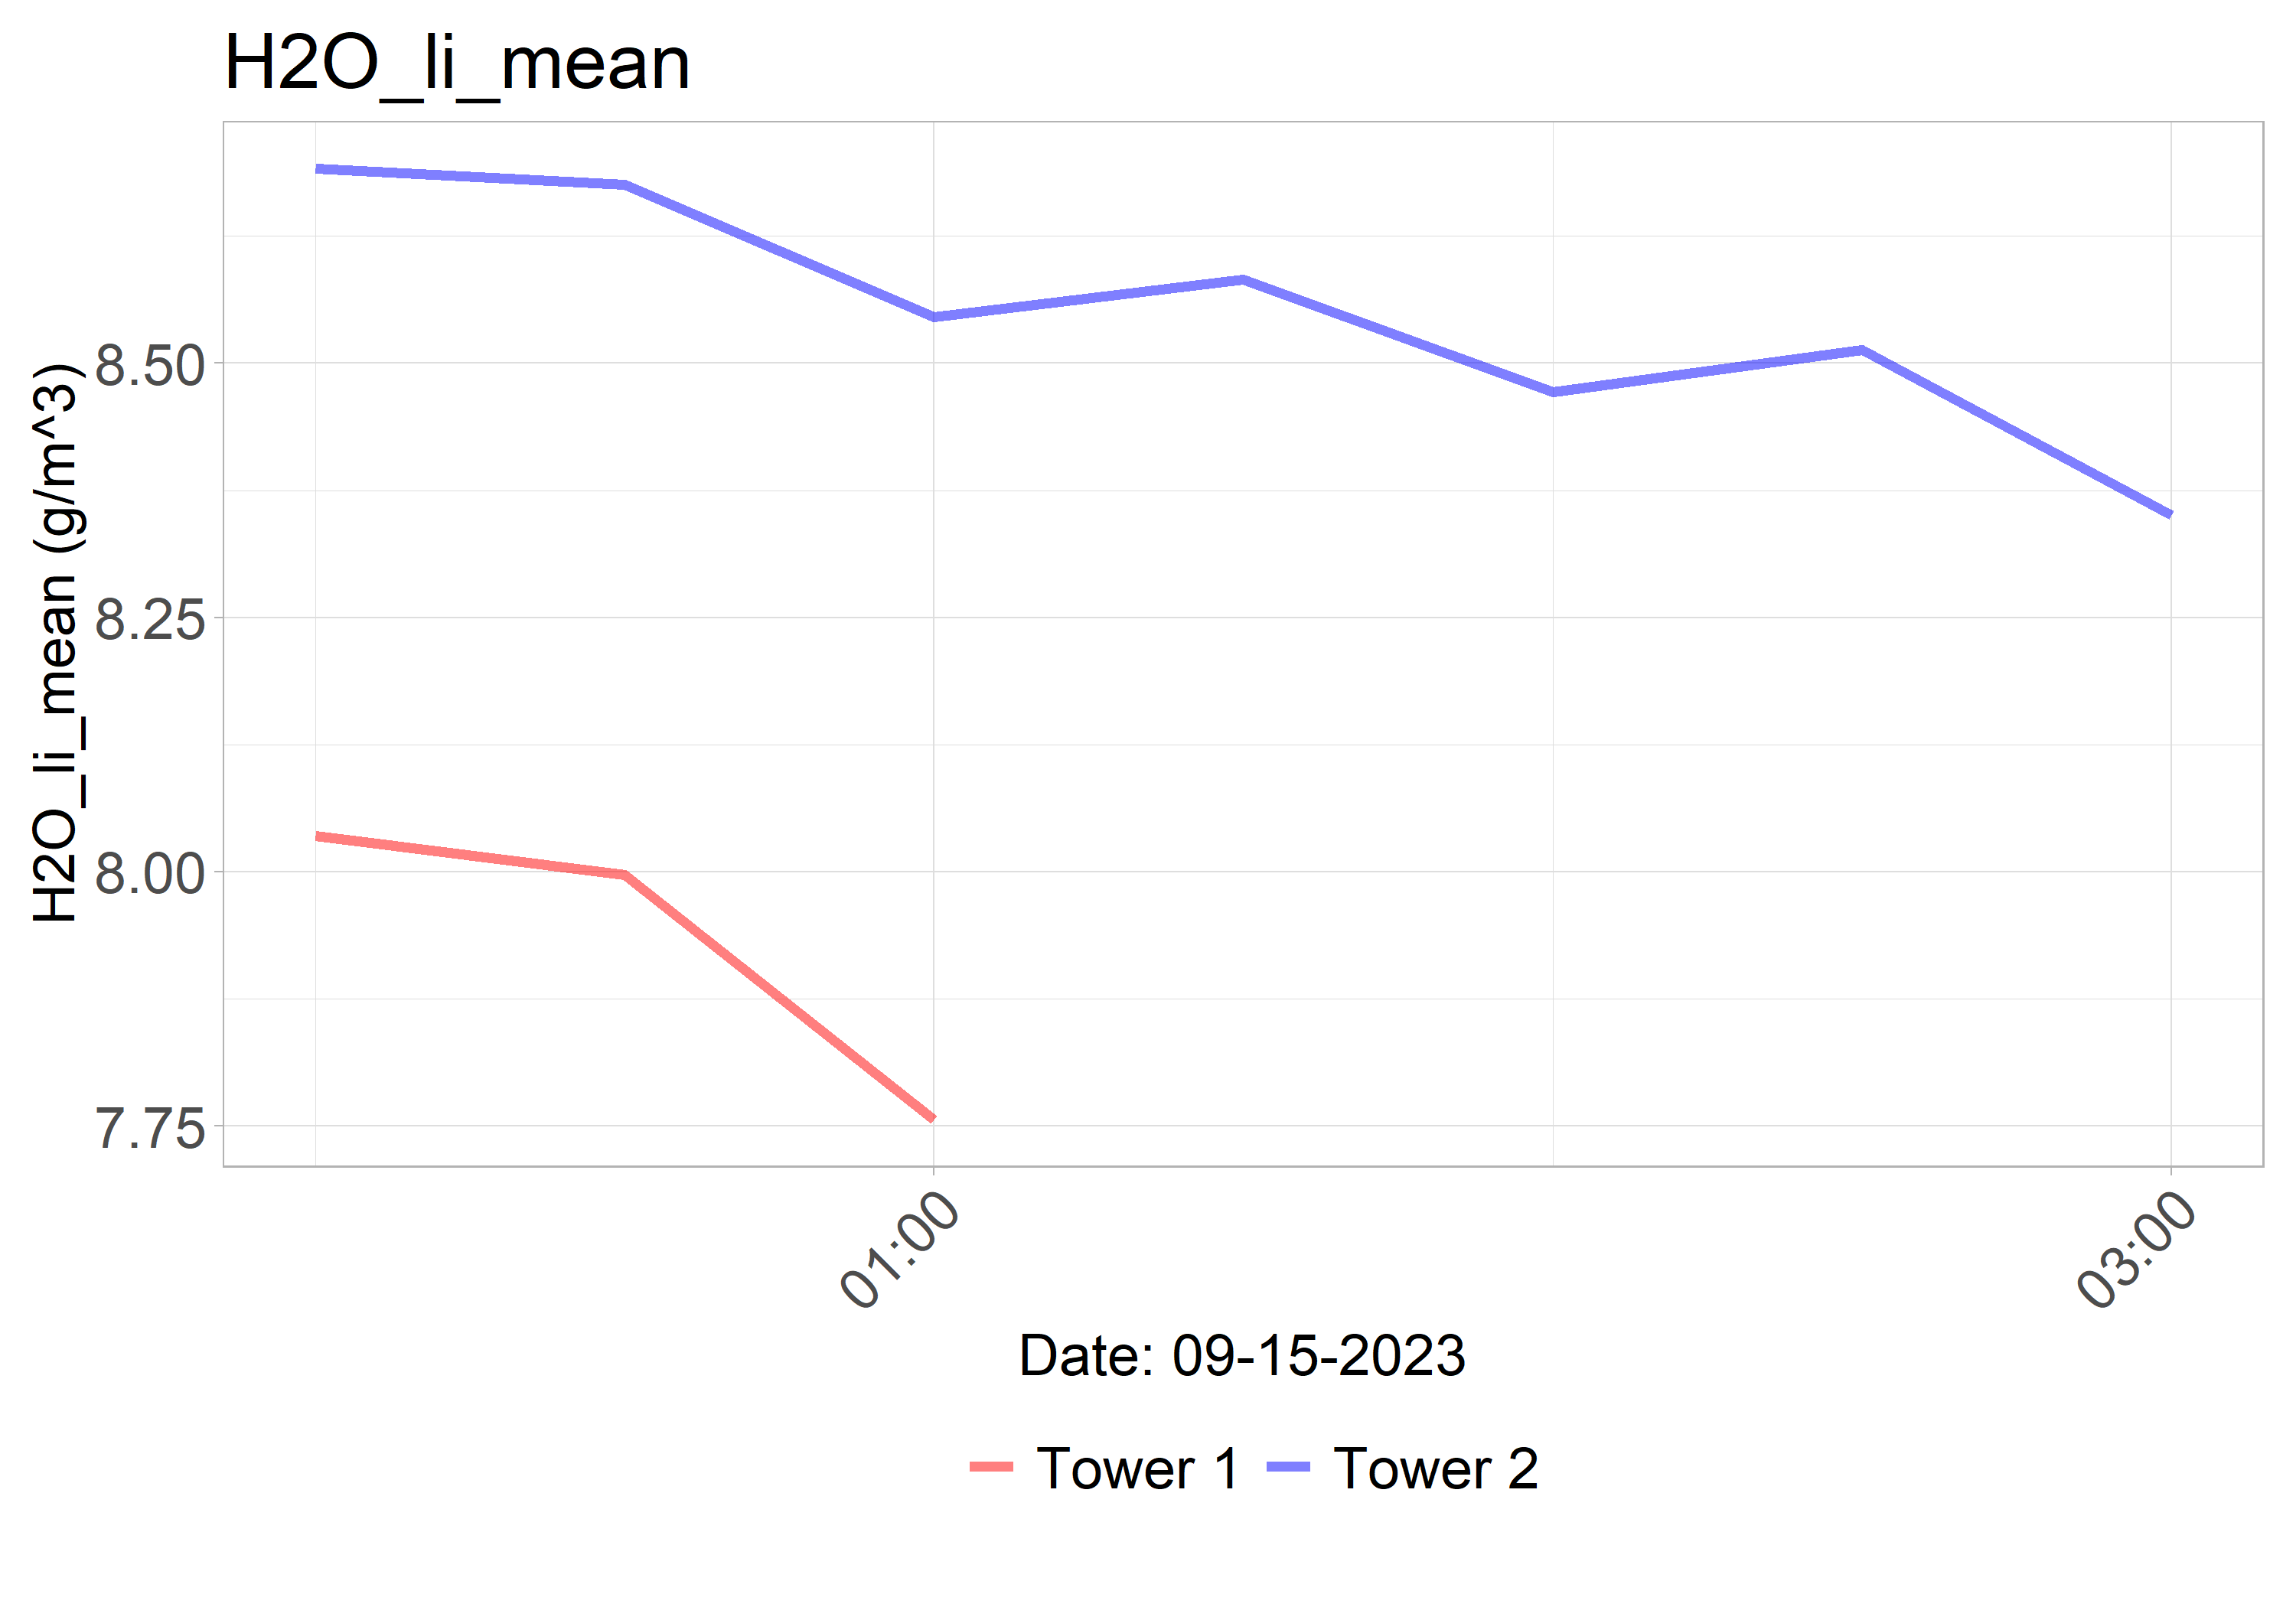 H2O_li_mean
H2O_li_mean (g/m^3)
8.50
8.25
8.00
7.75
01:00
03:00
Date: 09-15-2023
Tower 1
Tower 2